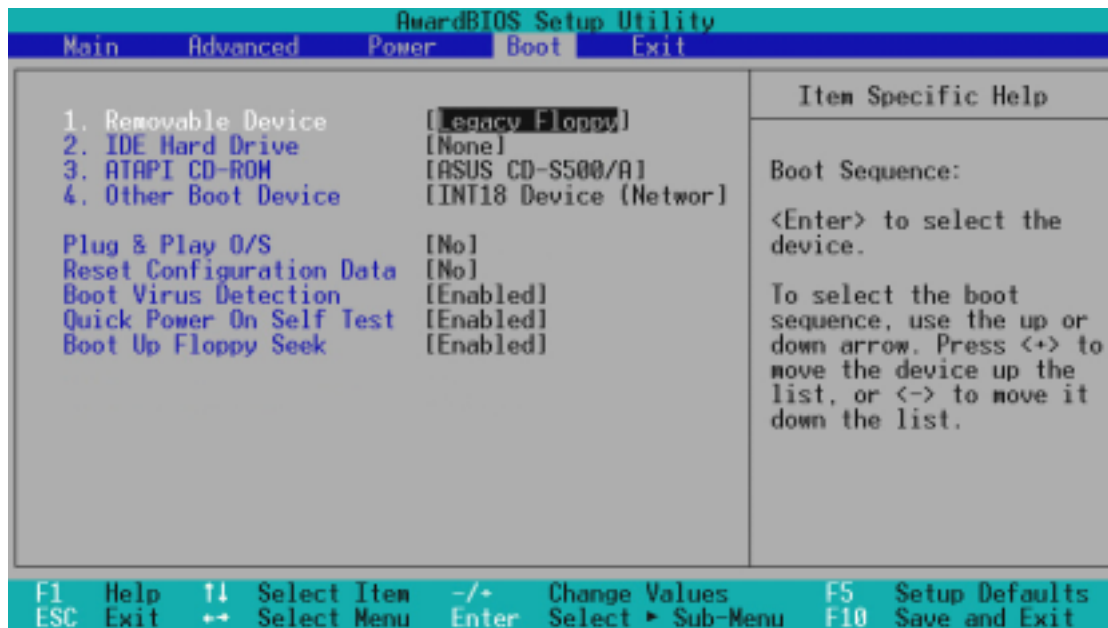 AwardBIOS Setup Utility
Main Advanced Power Boot Exit
1. Removable Device [Legacy Floppy]
2. IDE Hard Drive [None]
3. ATAPI CD-ROM [ASUS CD-S500/A]
4. Other Boot Device [INT18 Device (Networ]
Plug & Play O/S [No]
Reset Configuration Data [No]
Boot Virus Detection [Enabled]
Quick Power On Self Test [Enabled]
Boot Up Floppy Seek [Enabled]
Item Specific Help
Boot Sequence:
<Enter> to select the
device.
To select the boot
sequence, use the up or
down arrow. Press <+> to
move the device up the
list, or <-> to move it
down the list.
F1 Help ↑↓ Select Item -/+ Change Values F5 Setup Defaults
ESC Exit ←→ Select Menu Enter Select ► Sub-Menu F10 Save and Exit